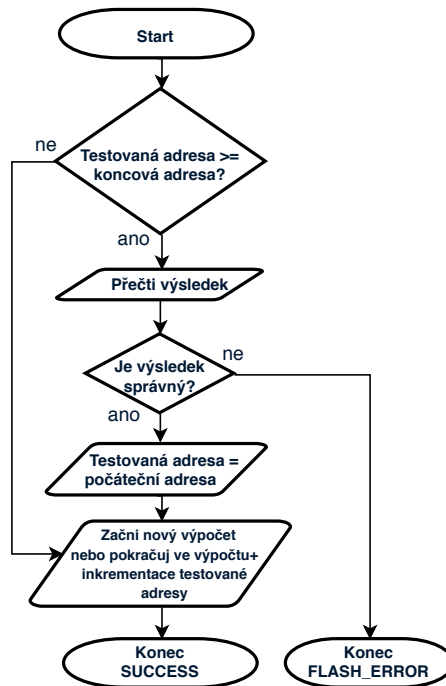 Start
ne
Testovaná adresa >=
koncová adresa?
ano
Přečti výsledek
ne
Je výsledek
správný?
ano
Testovaná adresa =
počáteční adresa
Začni nový výpočet
nebo pokračuj ve výpočtu+
inkrementace testované
adresy
Konec
SUCCESS
Konec
FLASH_ERROR